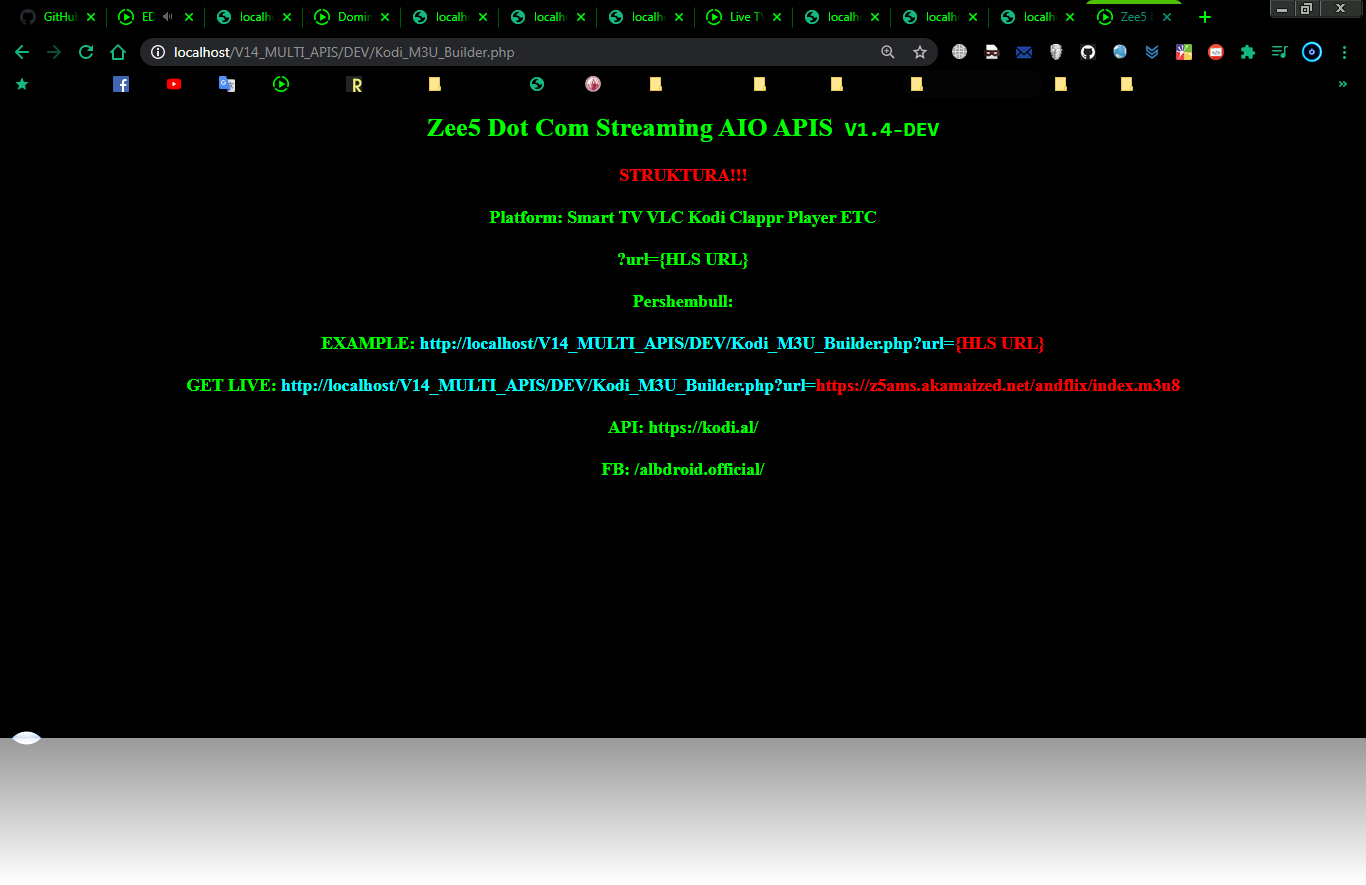 GitHub
ED
localh
Domin
localh
localh
localh
Live TV
localh
localh
localh
Zee5
localhost/V14_MULTI_APIS/DEV/Kodi_M3U_Builder.php
Zee5 Dot Com Streaming AIO APIS V1.4-DEV
STRUKTURA!!!
Platform: Smart TV VLC Kodi Clappr Player ETC
?url={HLS URL}
Pershembull:
EXAMPLE: http://localhost/V14_MULTI_APIS/DEV/Kodi_M3U_Builder.php?url={HLS URL}
GET LIVE: http://localhost/V14_MULTI_APIS/DEV/Kodi_M3U_Builder.php?url=https://z5ams.akamaized.net/andflix/index.m3u8
API: https://kodi.al/
FB: /albdroid.official/